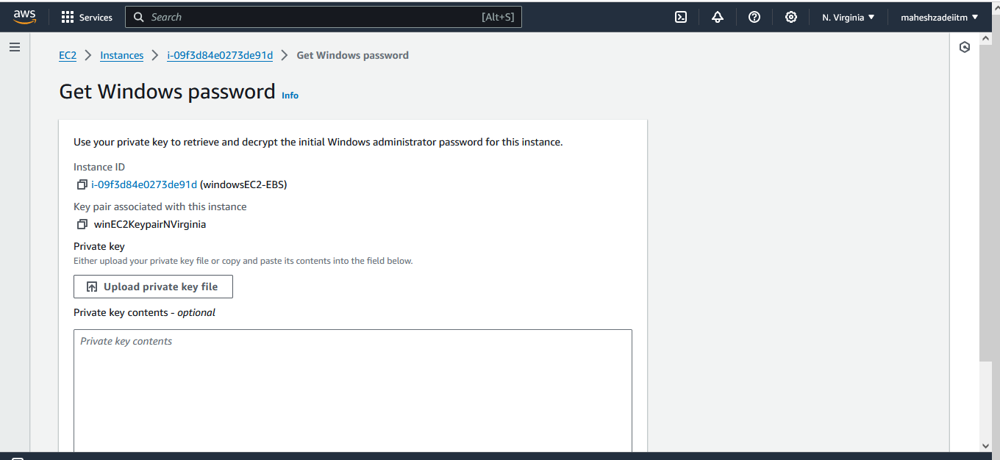 aws Services Search [Alt+S] N. Virginia maheshzadeiitm
EC2 Instances i-09f3d84e0273de91d Get Windows password
Get Windows password Info
Use your private key to retrieve and decrypt the initial Windows administrator password for this instance.
Instance ID
i-09f3d84e0273de91d (windowsEC2-EBS)
Key pair associated with this instance
winEC2KeypairNVirginia
Private key
Either upload your private key file or copy and paste its contents into the field below.
Upload private key file
Private key contents - optional
Private key contents